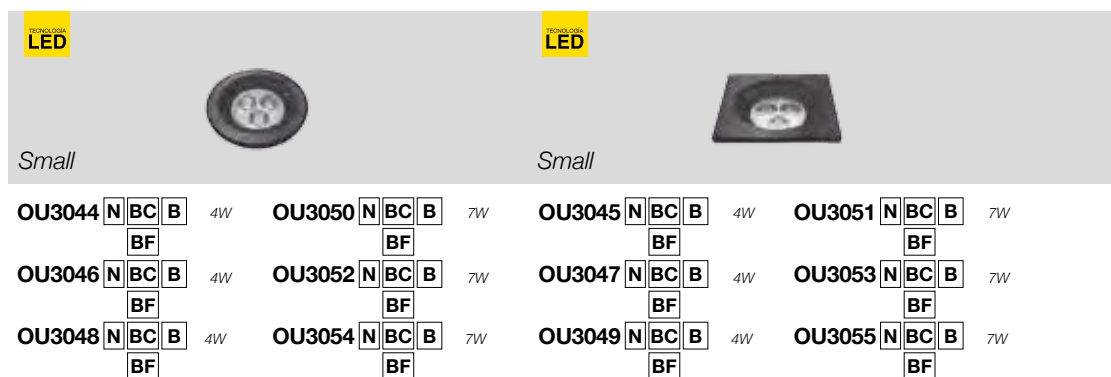 TECNOLOGÍA
LED
TECNOLOGÍA
LED
Small
Small
OU3044 N BC B 4W OU3050 N BC B 7W OU3045 N BC B 4W OU3051 N BC B 7W
BF BF BF BF
OU3046 N BC B 4W OU3052 N BC B 7W OU3047 N BC B 4W OU3053 N BC B 7W
BF BF BF BF
OU3048 N BC B 4W OU3054 N BC B 7W OU3049 N BC B 4W OU3055 N BC B 7W
BF BF BF BF